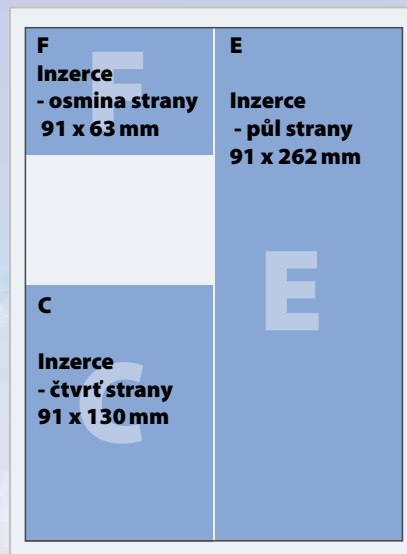 F
Inzerce
- osmina strany
91 x 63 mm
F
E
Inzerce
- půl strany
91 x 262 mm
E
C
Inzerce
- čtvrť strany
91 x 130 mm
C